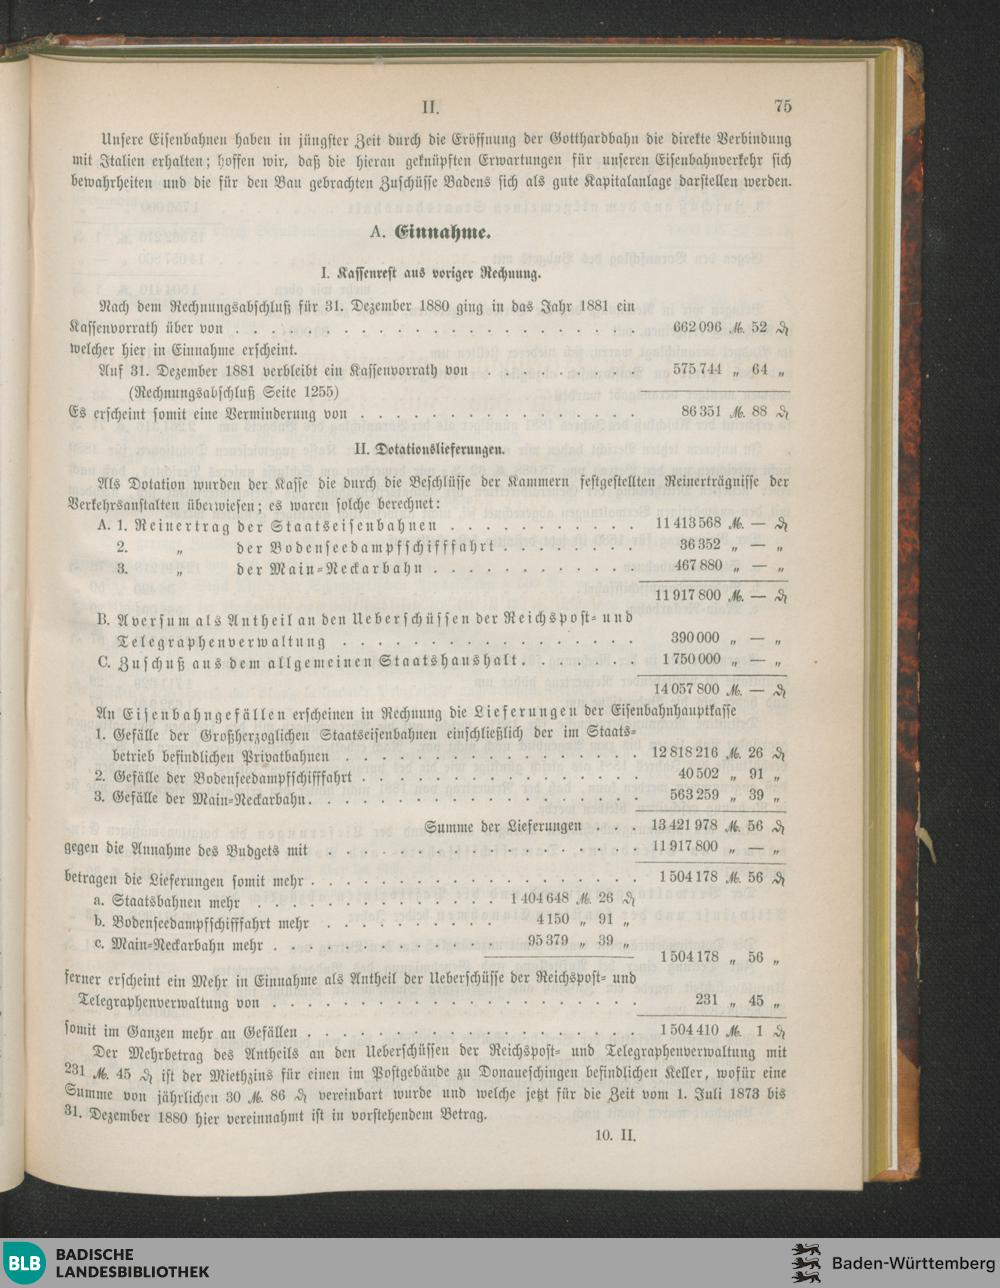 II. 75
Unsere Eisenbahnen haben in jüngster Zeit durch die Eröffnung der Gotthardbahn die direkte Verbindung
mit Italien erhalten; hoffen wir, daß die hieran geknüpften Erwartungen für unseren Eisenbahnverkehr sich
bewahrheiten und die für den Bau gebrachten Zuschüsse Badens sich als gute Kapitalanlage darstellen werden.
A. Einnahme.
I. Kassenrest aus voriger Rechnung.
Nach dem Rechnungsabschluß für 31. Dezember 1880 ging in das Jahr 1881 ein
Kassenvorrath über von . . . . . . . . . . . . . . . . . . . . 662 096 ℳ 52 ₰
welcher hier in Einnahme erscheint.
Auf 31. Dezember 1881 verbleibt ein Kassenvorrath von . . . . . . . . 575 744 „ 64 „
(Rechnungsabschluß Seite 1255)
Es erscheint somit eine Verminderung von . . . . . . . . . . . . . . 86 351 ℳ 88 ₰
II. Dotationslieferungen.
Als Dotation wurden der Kasse die durch die Beschlüsse der Kammern festgestellten Reinerträgnisse der
Verkehrsanstalten überwiesen; es waren solche berechnet:
A. 1. Reinertrag der Staatseisenbahnen . . . . . . . . . . 11 413 568 ℳ — ₰
2. „ der Bodenseedampfschifffahrt . . . . . . . 36 352 „ — „
3. „ der Main-Neckarbahn . . . . . . . . . . 467 880 „ — „
11 917 800 ℳ — ₰
B. Aversum als Antheil an den Ueberschüssen der Reichspost- und
Telegraphenverwaltung . . . . . . . . . . . . . . . 390 000 „ — „
C. Zuschuß aus dem allgemeinen Staatshaushalt . . . . . . 1 750 000 „ — „
14 057 800 ℳ — ₰
An Eisenbahngefällen erscheinen in Rechnung die Lieferungen der Eisenbahnhauptkasse
1. Gefälle der Großherzoglichen Staatseisenbahnen einschließlich der im Staats-
betrieb befindlichen Privatbahnen . . . . . . . . . . . . . . . 12 818 216 ℳ 26 ₰
2. Gefälle der Bodenseedampfschifffahrt . . . . . . . . . . . . . . 40 502 „ 91 „
3. Gefälle der Main-Neckarbahn . . . . . . . . . . . . . . . . . 563 259 „ 39 „
Summe der Lieferungen . . . 13 421 978 ℳ 56 ₰
gegen die Annahme des Budgets mit . . . . . . . . . . . . . . . 11 917 800 „ — „
betragen die Lieferungen somit mehr . . . . . . . . . . . . . . . . 1 504 178 ℳ 56 ₰
a. Staatsbahnen mehr . . . . . . . . . . . . . 1 404 648 ℳ 26 ₰
b. Bodenseedampfschifffahrt mehr . . . . . . . . . 4 150 „ 91 „
c. Main-Neckarbahn mehr . . . . . . . . . . . . 95 379 „ 39 „
1 504 178 „ 56 „
ferner erscheint ein Mehr in Einnahme als Antheil der Ueberschüsse der Reichspost- und
Telegraphenverwaltung von . . . . . . . . . . . . . . . . . . 231 „ 45 „
somit im Ganzen mehr an Gefällen . . . . . . . . . . . . . . . . 1 504 410 ℳ 1 ₰
Der Mehrbetrag des Antheils an den Ueberschüssen der Reichspost- und Telegraphenverwaltung mit
231 ℳ 45 ₰ ist der Miethzins für einen im Postgebäude zu Donaueschingen befindlichen Keller, wofür eine
Summe von jährlichen 30 ℳ 86 ₰ vereinbart wurde und welche jetzt für die Zeit vom 1. Juli 1873 bis
31. Dezember 1880 hier vereinnahmt ist in vorstehendem Betrag.
10. II.
BLB BADISCHE
LANDESBIBLIOTHEK
Baden-Württemberg